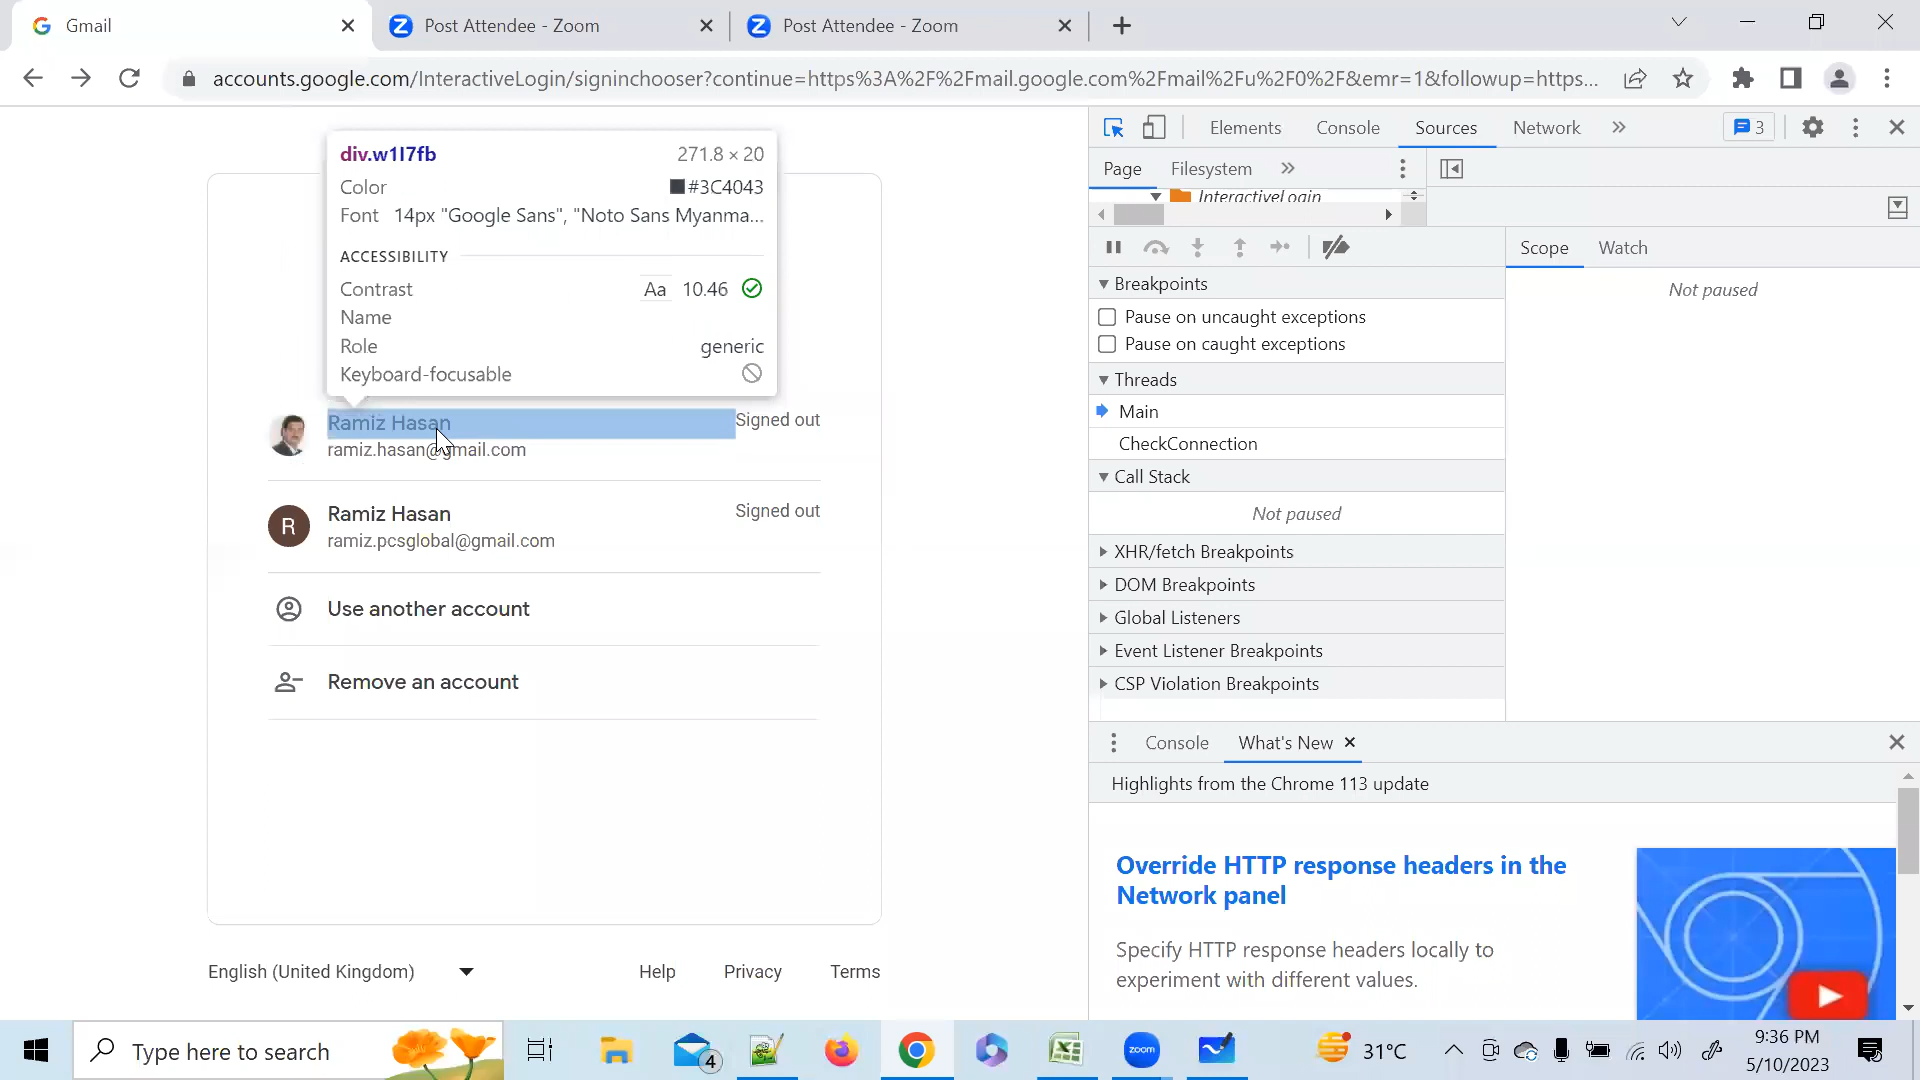 Gmail
Post Attendee - Zoom
Post Attendee - Zoom
accounts.google.com/InteractiveLogin/signinchooser?continue=https%3A%2F%2Fmail.google.com%2Fmail%2Fu%2F0%2F&emr=1&followup=https...
div.w1I7fb 271.8 × 20
Color #3C4043
Font 14px "Google Sans", "Noto Sans Myanma...
ACCESSIBILITY
Contrast Aa 10.46
Name
Role generic
Keyboard-focusable
Ramiz Hasan Signed out
ramiz.hasan@gmail.com
R
Ramiz Hasan Signed out
ramiz.pcsglobal@gmail.com
Use another account
Remove an account
English (United Kingdom) Help Privacy Terms
Elements Console Sources Network » 3
Page Filesystem »
InteractiveLogin
Scope Watch
Not paused
Breakpoints
Pause on uncaught exceptions
Pause on caught exceptions
Threads
Main
CheckConnection
Call Stack
Not paused
XHR/fetch Breakpoints
DOM Breakpoints
Global Listeners
Event Listener Breakpoints
CSP Violation Breakpoints
Console What's New
Highlights from the Chrome 113 update
Override HTTP response headers in the
Network panel
Specify HTTP response headers locally to
experiment with different values.
Type here to search
4
zoom
31°C
9:36 PM
5/10/2023